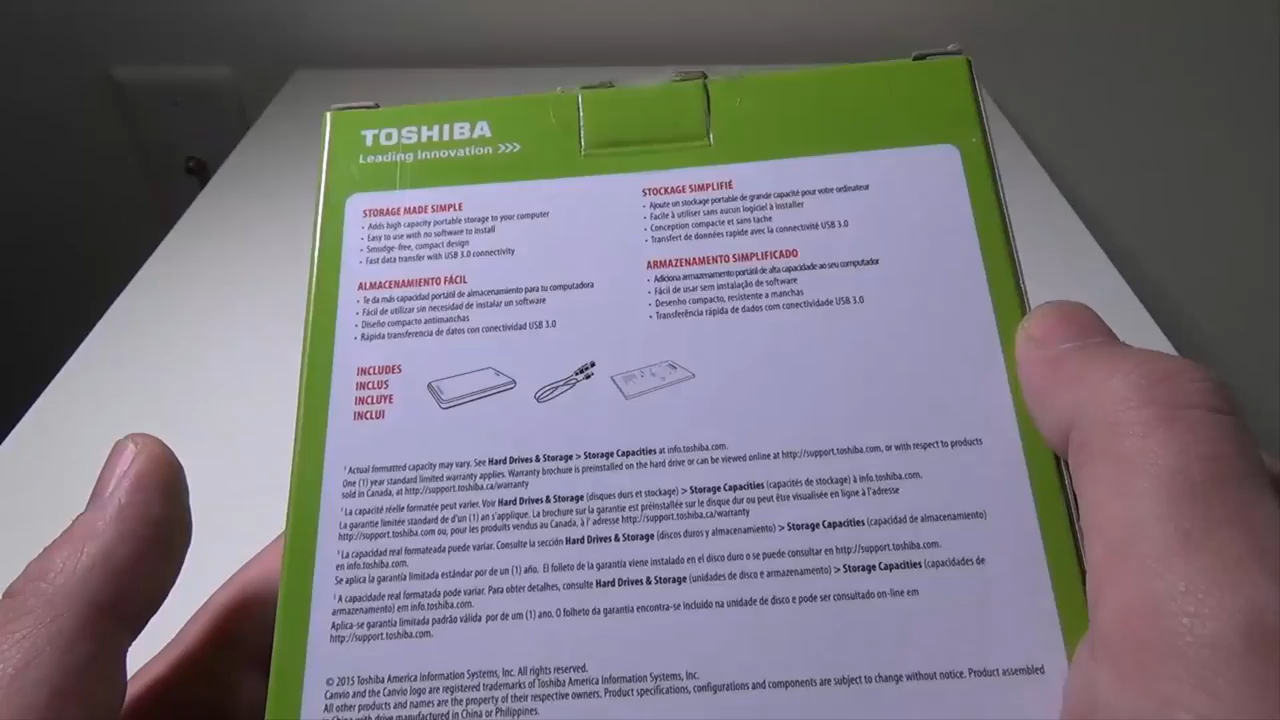 TOSHIBA
Leading Innovation >>>
STORAGE MADE SIMPLE
• Adds high capacity portable storage to your computer
• Easy to use with no software to install
• Smudge-free, compact design
• Fast data transfer with USB 3.0 connectivity
ALMACENAMIENTO FÁCIL
• Te da más capacidad portátil de almacenamiento para tu computadora
• Fácil de utilizar sin necesidad de instalar un software
• Diseño compacto antimanchas
• Rápida transferencia de datos con conectividad USB 3.0
STOCKAGE SIMPLIFIÉ
• Ajoute un stockage portable de grande capacité pour votre ordinateur
• Facile à utiliser sans aucun logiciel à installer
• Conception compacte et sans tache
• Transfert de données rapide avec la connectivité USB 3.0
ARMAZENAMENTO SIMPLIFICADO
• Adiciona armazenamento portátil de alta capacidade ao seu computador
• Fácil de usar sem instalação de software
• Desenho compacto, resistente a manchas
• Transferência rápida de dados com conectividade USB 3.0
INCLUDES
INCLUS
INCLUYE
INCLUI
¹ Actual formatted capacity may vary. See Hard Drives & Storage > Storage Capacities at info.toshiba.com.
One (1) year standard limited warranty applies. Warranty brochure is preinstalled on the hard drive or can be viewed online at http://support.toshiba.com, or with respect to products
sold in Canada, at http://support.toshiba.ca/warranty
¹ La capacité réelle formatée peut varier. Voir Hard Drives & Storage (disques durs et stockage) > Storage Capacities (capacités de stockage) à info.toshiba.com.
La garantie limitée standard de d'un (1) an s'applique. La brochure sur la garantie est préinstallée sur le disque dur ou peut être visualisée en ligne à l'adresse
http://support.toshiba.com ou, pour les produits vendus au Canada, à l' adresse http://support.toshiba.ca/warranty
¹ La capacidad real formateada puede variar. Consulte la sección Hard Drives & Storage (discos duros y almacenamiento) > Storage Capacities (capacidad de almacenamiento)
en info.toshiba.com.
Se aplica la garantía limitada estándar por de un (1) año. El folleto de la garantía viene instalado en el disco duro o se puede consultar en http://support.toshiba.com.
¹ A capacidade real formatada pode variar. Para obter detalhes, consulte Hard Drives & Storage (unidades de disco e armazenamento) > Storage Capacities (capacidades de
armazenamento) em info.toshiba.com.
Aplica-se garantia limitada padrão válida por de um (1) ano. O folheto da garantia encontra-se incluído na unidade de disco e pode ser consultado on-line em
http://support.toshiba.com.
© 2015 Toshiba America Information Systems, Inc. All rights reserved.
Canvio and the Canvio logo are registered trademarks of Toshiba America Information Systems, Inc.
All other products and names are the property of their respective owners. Product specifications, configurations and components are subject to change without notice. Product assembled
in China with drive manufactured in China or Philippines.